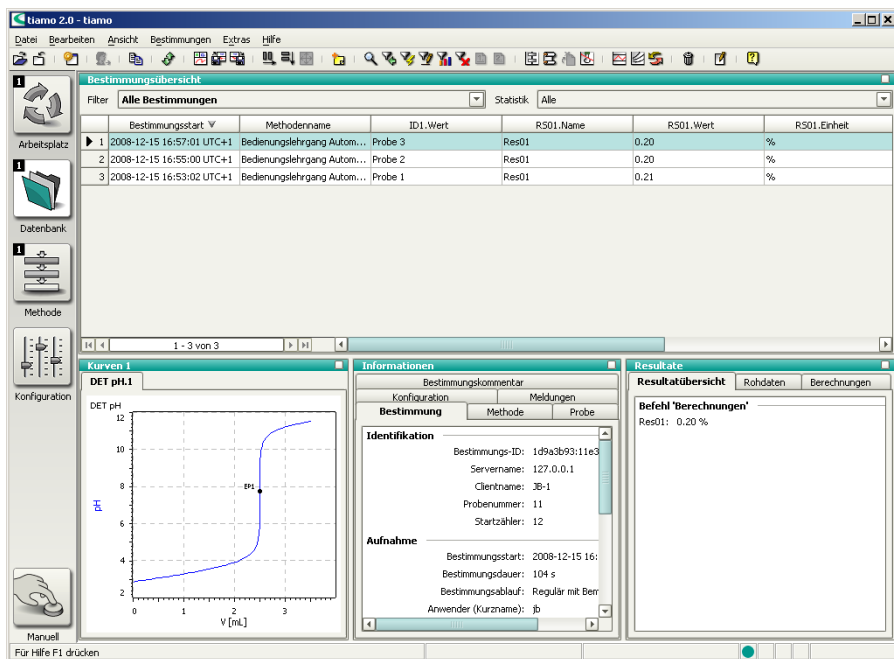 tiamo 2.0 - tiamo
Datei Bearbeiten Ansicht Bestimmungen Extras Hilfe
1
Arbeitsplatz
1
Datenbank
1
Methode
Konfiguration
Manuell
Bestimmungsübersicht
Filter Alle Bestimmungen Statistik Alle
Bestimmungsstart Methodenname ID1.Wert RS01.Name RS01.Wert RS01.Einheit
1 2008-12-15 16:57:01 UTC+1 Bedienungslehrgang Autom... Probe 3 Res01 0.20 %
2 2008-12-15 16:55:00 UTC+1 Bedienungslehrgang Autom... Probe 2 Res01 0.20 %
3 2008-12-15 16:53:02 UTC+1 Bedienungslehrgang Autom... Probe 1 Res01 0.21 %
1 - 3 von 3
Kurven 1
DET pH.1
DET pH
12
10
8
6
4
2
pH
EP1
0 1 2 3
V [mL]
Informationen
Bestimmungskommentar
Konfiguration Meldungen
Bestimmung Methode Probe
Identifikation
Bestimmungs-ID: 1d9a3b93:11e3
Servername: 127.0.0.1
Clientname: JB-1
Probenummer: 11
Startzähler: 12
Aufnahme
Bestimmungsstart: 2008-12-15 16:
Bestimmungsdauer: 104 s
Bestimmungsablauf: Regulär mit Bem
Anwender (Kurzname): jb
Resultate
Resultatübersicht Rohdaten Berechnungen
Befehl 'Berechnungen'
Res01: 0.20 %
Für Hilfe F1 drücken